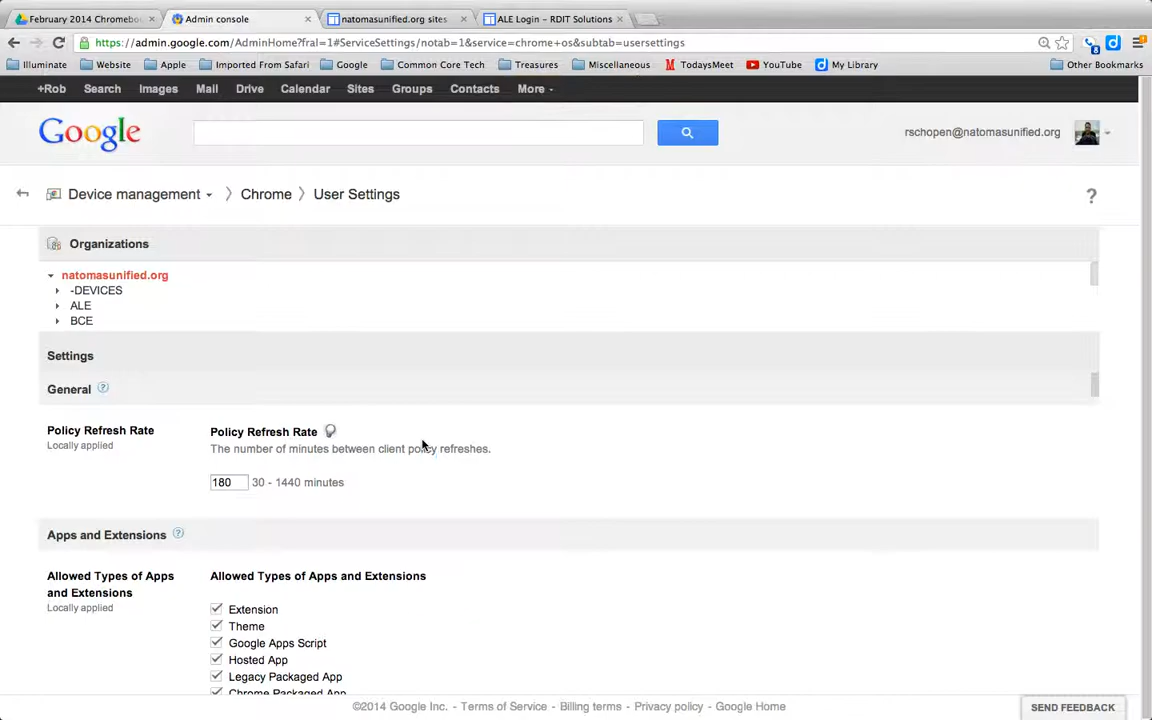 February 2014 Chromebo
Admin console
natomasunified.org sites
ALE Login – RDIT Solutions
https://admin.google.com/AdminHome?fral=1#ServiceSettings/notab=1&service=chrome+os&subtab=usersettings
8
Illuminate Website Apple Imported From Safari Google Common Core Tech Treasures Miscellaneous TodaysMeet YouTube My Library Other Bookmarks
+Rob Search Images Mail Drive Calendar Sites Groups Contacts More
Google
rschopen@natomasunified.org
Device management > Chrome > User Settings
?
Organizations
natomasunified.org
-DEVICES
ALE
BCE
Settings
General ?
Policy Refresh Rate
Locally applied
Policy Refresh Rate
The number of minutes between client policy refreshes.
180 30 - 1440 minutes
Apps and Extensions ?
Allowed Types of Apps and Extensions
Locally applied
Allowed Types of Apps and Extensions
Extension
Theme
Google Apps Script
Hosted App
Legacy Packaged App
Chrome Packaged App
©2014 Google Inc. - Terms of Service - Billing terms - Privacy policy - Google Home
SEND FEEDBACK